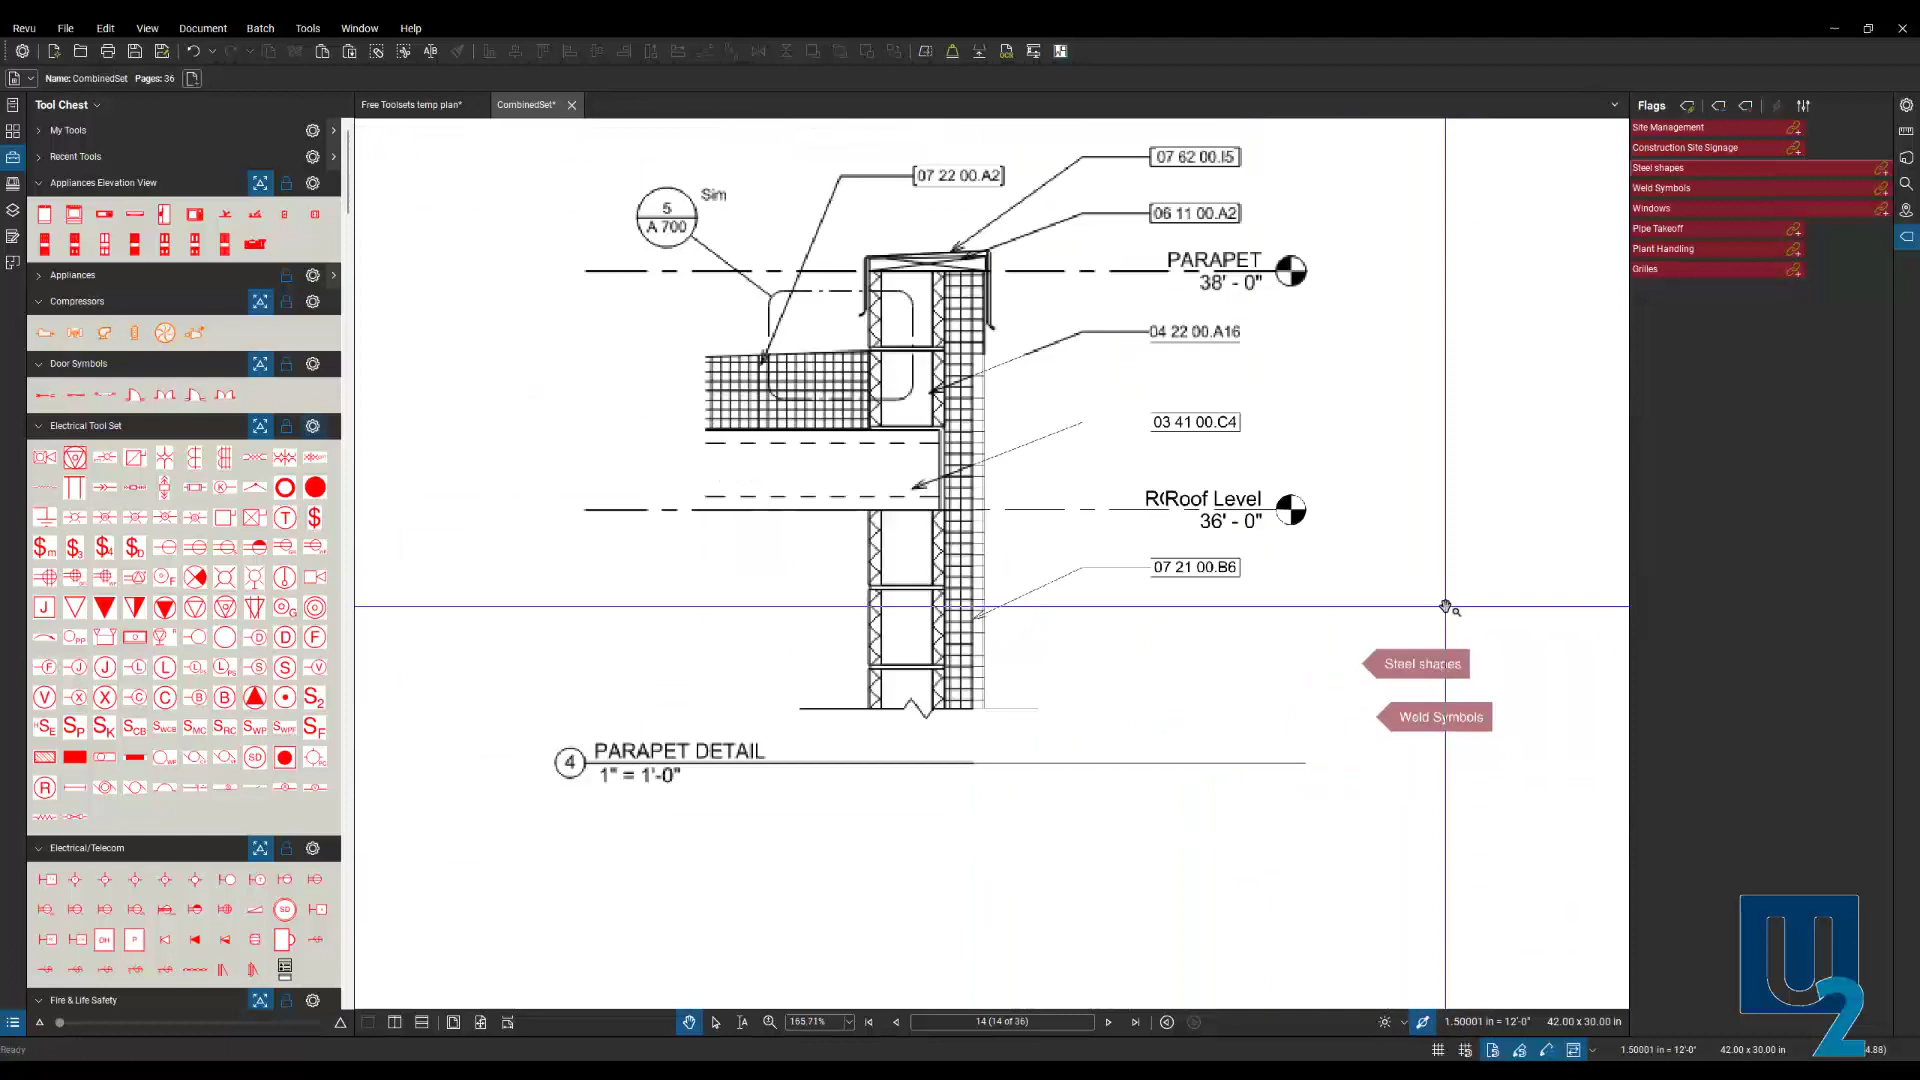 Revu File Edit View Document Batch Tools Window Help
Name: CombinedSet Pages: 36
Tool Chest
Free Toolsets temp plan*
CombinedSet*
My Tools
Recent Tools
Appliances Elevation View
Appliances
Compressors
Door Symbols
Electrical Tool Set
Electrical/Telecom
Fire & Life Safety
5
A 700
Sim
07 22 00.A2
07 62 00.I5
06 11 00.A2
PARAPET
38' - 0"
04 22 00.A16
03 41 00.C4
Roof Level
36' - 0"
07 21 00.B6
Steel shapes
Weld Symbols
4
PARAPET DETAIL
1" = 1'-0"
Flags
Site Management
Construction Site Signage
Steel shapes
Weld Symbols
Windows
Pipe Takeoff
Plant Handling
Grilles
165.71%
14 (14 of 36)
1.50001 in = 12'-0"
42.00 x 30.00 in
Ready
1.50001 in = 12'-0"
42.00 x 30.00 in
4.88)
U2